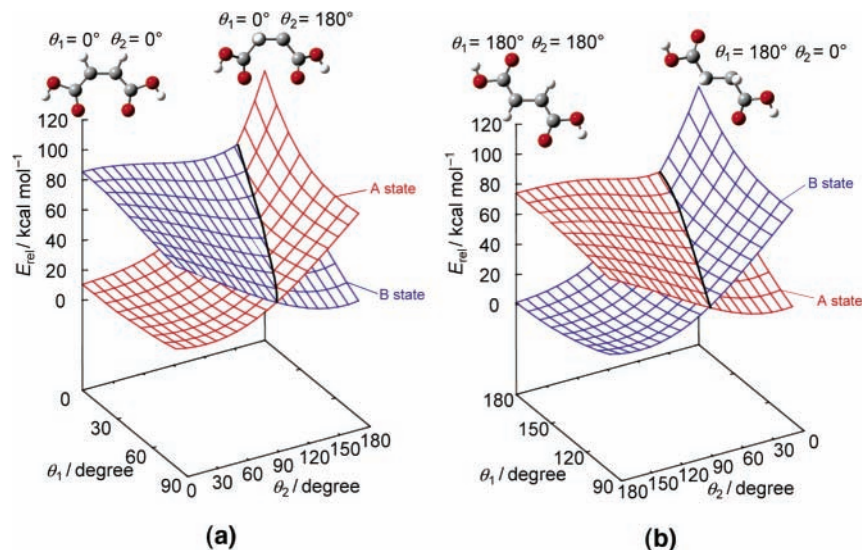 θ1 = 0° θ2 = 0°
θ1 = 0° θ2 = 180°
120
100
80
60
40
20
0
Erel / kcal mol−1
A state
B state
0
30
60
90
θ1 / degree
0 30 60 90 120 150 180
θ2 / degree
(a)
θ1 = 180° θ2 = 180°
θ1 = 180° θ2 = 0°
120
100
80
60
40
20
0
Erel / kcal mol−1
B state
A state
180
150
120
90
θ1 / degree
180 150 120 90 60 30 0
θ2 / degree
(b)